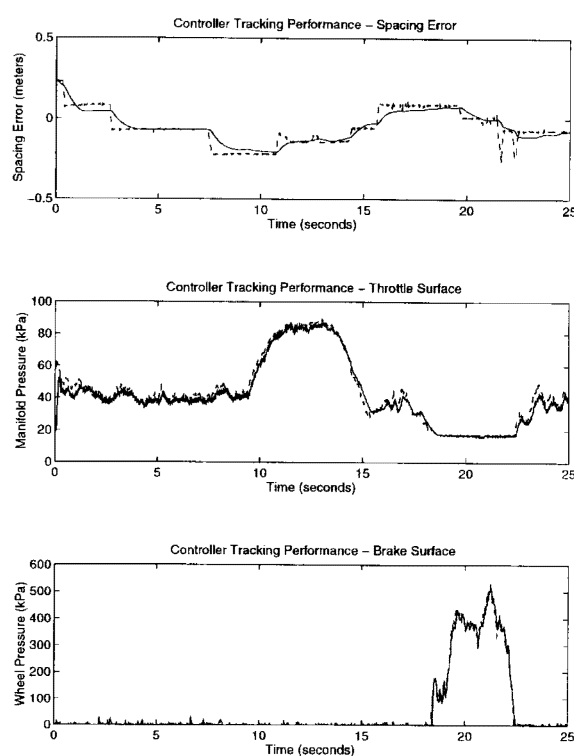 Controller Tracking Performance – Spacing Error
0.5
0
−0.5
Spacing Error (meters)
0 5 10 15 20 25
Time (seconds)
Controller Tracking Performance – Throttle Surface
100
80
60
40
20
0
Manifold Pressure (kPa)
0 5 10 15 20 25
Time (seconds)
Controller Tracking Performance – Brake Surface
600
500
400
300
200
100
0
Wheel Pressure (kPa)
0 5 10 15 20 25
Time (seconds)